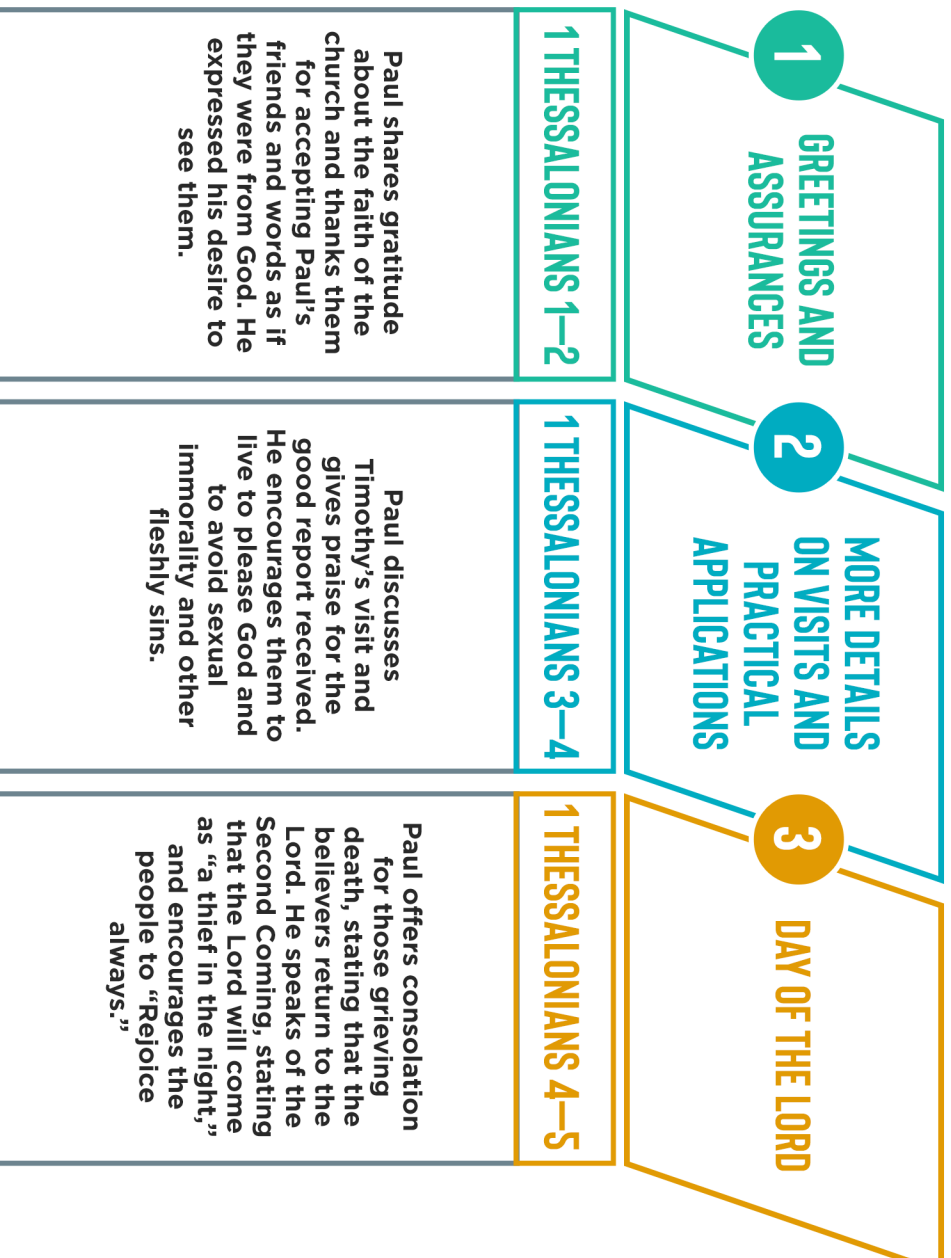 1
GREETINGS AND
ASSURANCES
1 THESSALONIANS 1—2
Paul shares gratitude
about the faith of the
church and thanks them
for accepting Paul's
friends and words as if
they were from God. He
expressed his desire to
see them.
2
MORE DETAILS
ON VISITS AND
PRACTICAL
APPLICATIONS
1 THESSALONIANS 3—4
Paul discusses
Timothy's visit and
gives praise for the
good report received.
He encourages them to
live to please God and
to avoid sexual
immorality and other
fleshly sins.
3
DAY OF THE LORD
1 THESSALONIANS 4—5
Paul offers consolation
for those grieving
death, stating that the
believers return to the
Lord. He speaks of the
Second Coming, stating
that the Lord will come
as “a thief in the night,”
and encourages the
people to “Rejoice
always.”